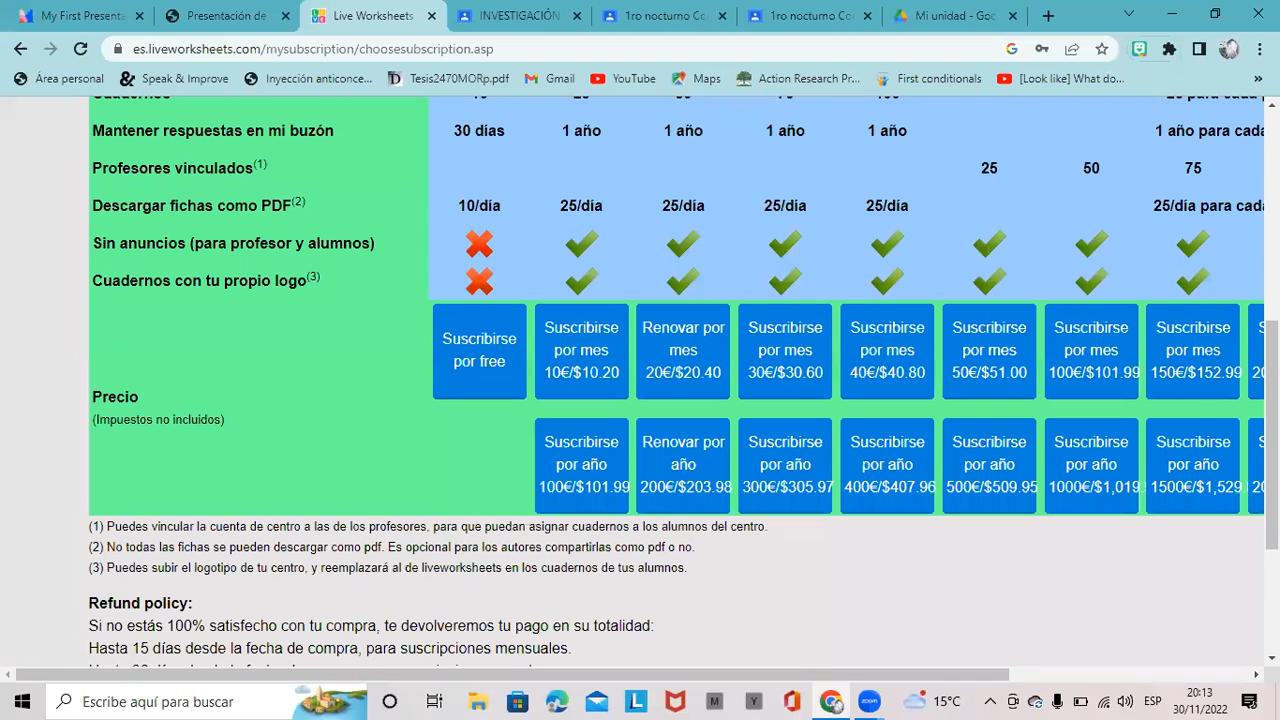 My First Presenta
Presentación de
Live Worksheets
INVESTIGACIÓN
1ro nocturno Co
1ro nocturno Co
Mi unidad - Goo
es.liveworksheets.com/mysubscription/choosesubscription.asp
Área personal
Speak & Improve
Inyección anticonce...
Tesis2470MORp.pdf
Gmail
YouTube
Maps
Action Research Pr...
First conditionals
[Look like] What do...
Cuadernos
Mantener respuestas en mi buzón 30 días 1 año 1 año 1 año 1 año 1 año para cada
Profesores vinculados(1) 25 50 75
Descargar fichas como PDF(2) 10/día 25/día 25/día 25/día 25/día 25/día para cada
Sin anuncios (para profesor y alumnos)
Cuadernos con tu propio logo(3)
Precio
(Impuestos no incluidos)
Suscribirse
por free
Suscribirse
por mes
10€/$10.20
Renovar por
mes
20€/$20.40
Suscribirse
por mes
30€/$30.60
Suscribirse
por mes
40€/$40.80
Suscribirse
por mes
50€/$51.00
Suscribirse
por mes
100€/$101.99
Suscribirse
por mes
150€/$152.99
Suscribirse
por año
100€/$101.99
Renovar por
año
200€/$203.98
Suscribirse
por año
300€/$305.97
Suscribirse
por año
400€/$407.96
Suscribirse
por año
500€/$509.95
Suscribirse
por año
1000€/$1,019.
Suscribirse
por año
1500€/$1,529.
(1) Puedes vincular la cuenta de centro a las de los profesores, para que puedan asignar cuadernos a los alumnos del centro.
(2) No todas las fichas se pueden descargar como pdf. Es opcional para los autores compartirlas como pdf o no.
(3) Puedes subir el logotipo de tu centro, y reemplazará al de liveworksheets en los cuadernos de tus alumnos.
Refund policy:
Si no estás 100% satisfecho con tu compra, te devolveremos tu pago en su totalidad:
Hasta 15 días desde la fecha de compra, para suscripciones mensuales.
Escribe aquí para buscar
15°C
ESP
20:13
30/11/2022